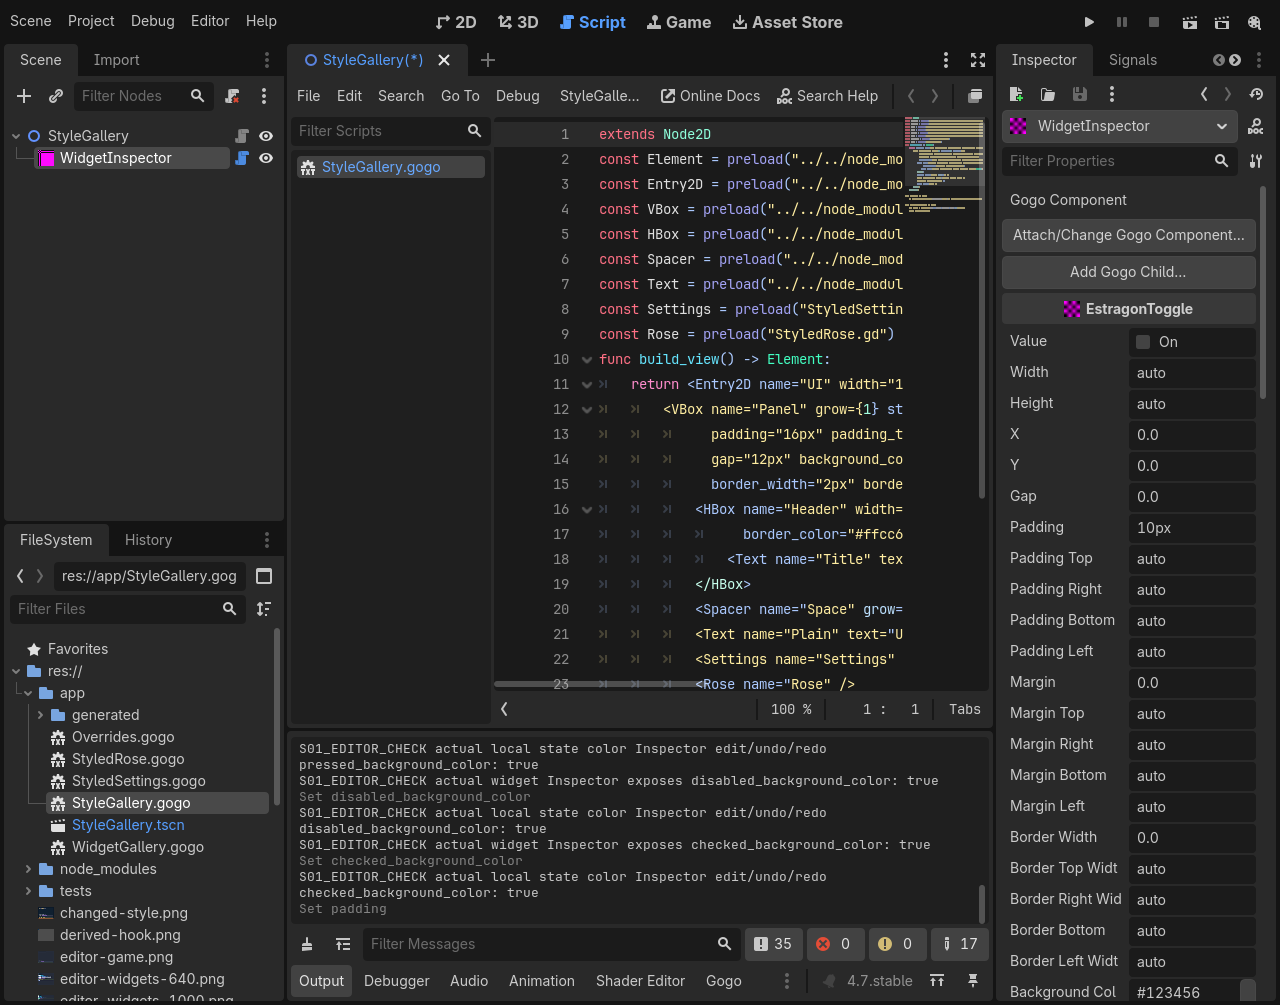 Scene Project Debug Editor Help
2D 3D Script Game Asset Store
Scene Import
Filter Nodes
StyleGallery
WidgetInspector
FileSystem History
res://app/StyleGallery.gog
Filter Files
Favorites
res://
app
generated
Overrides.gogo
StyledRose.gogo
StyledSettings.gogo
StyleGallery.gogo
StyleGallery.tscn
WidgetGallery.gogo
node_modules
tests
changed-style.png
derived-hook.png
editor-game.png
editor-widgets-640.png
editor-widgets-1000.png
StyleGallery(*)
File Edit Search Go To Debug StyleGalle... Online Docs Search Help
Filter Scripts
StyleGallery.gogo
1 extends Node2D
2 const Element = preload("../../node_mo
3 const Entry2D = preload("../../node_mo
4 const VBox = preload("../../node_modul
5 const HBox = preload("../../node_modul
6 const Spacer = preload("../../node_mod
7 const Text = preload("../../node_modul
8 const Settings = preload("StyledSettin
9 const Rose = preload("StyledRose.gd")
10 func build_view() -> Element:
11 return <Entry2D name="UI" width="1
12 <VBox name="Panel" grow={1} st
13 padding="16px" padding_t
14 gap="12px" background_co
15 border_width="2px" borde
16 <HBox name="Header" width=
17 border_color="#ffcc6
18 <Text name="Title" tex
19 </HBox>
20 <Spacer name="Space" grow=
21 <Text name="Plain" text="U
22 <Settings name="Settings"
23 <Rose name="Rose" />
100 % 1 : 1 Tabs
S01_EDITOR_CHECK actual local state color Inspector edit/undo/redo
pressed_background_color: true
S01_EDITOR_CHECK actual widget Inspector exposes disabled_background_color: true
Set disabled_background_color
S01_EDITOR_CHECK actual local state color Inspector edit/undo/redo
disabled_background_color: true
S01_EDITOR_CHECK actual widget Inspector exposes checked_background_color: true
Set checked_background_color
S01_EDITOR_CHECK actual local state color Inspector edit/undo/redo
checked_background_color: true
Set padding
Filter Messages 35 0 0 17
Output Debugger Audio Animation Shader Editor Gogo 4.7.stable
Inspector Signals
WidgetInspector
Filter Properties
Gogo Component
Attach/Change Gogo Component...
Add Gogo Child...
EstragonToggle
Value On
Width auto
Height auto
X 0.0
Y 0.0
Gap 0.0
Padding 10px
Padding Top auto
Padding Right auto
Padding Bottom auto
Padding Left auto
Margin 0.0
Margin Top auto
Margin Right auto
Margin Bottom auto
Margin Left auto
Border Width 0.0
Border Top Widt auto
Border Right Wid auto
Border Bottom auto
Border Left Widt auto
Background Col #123456